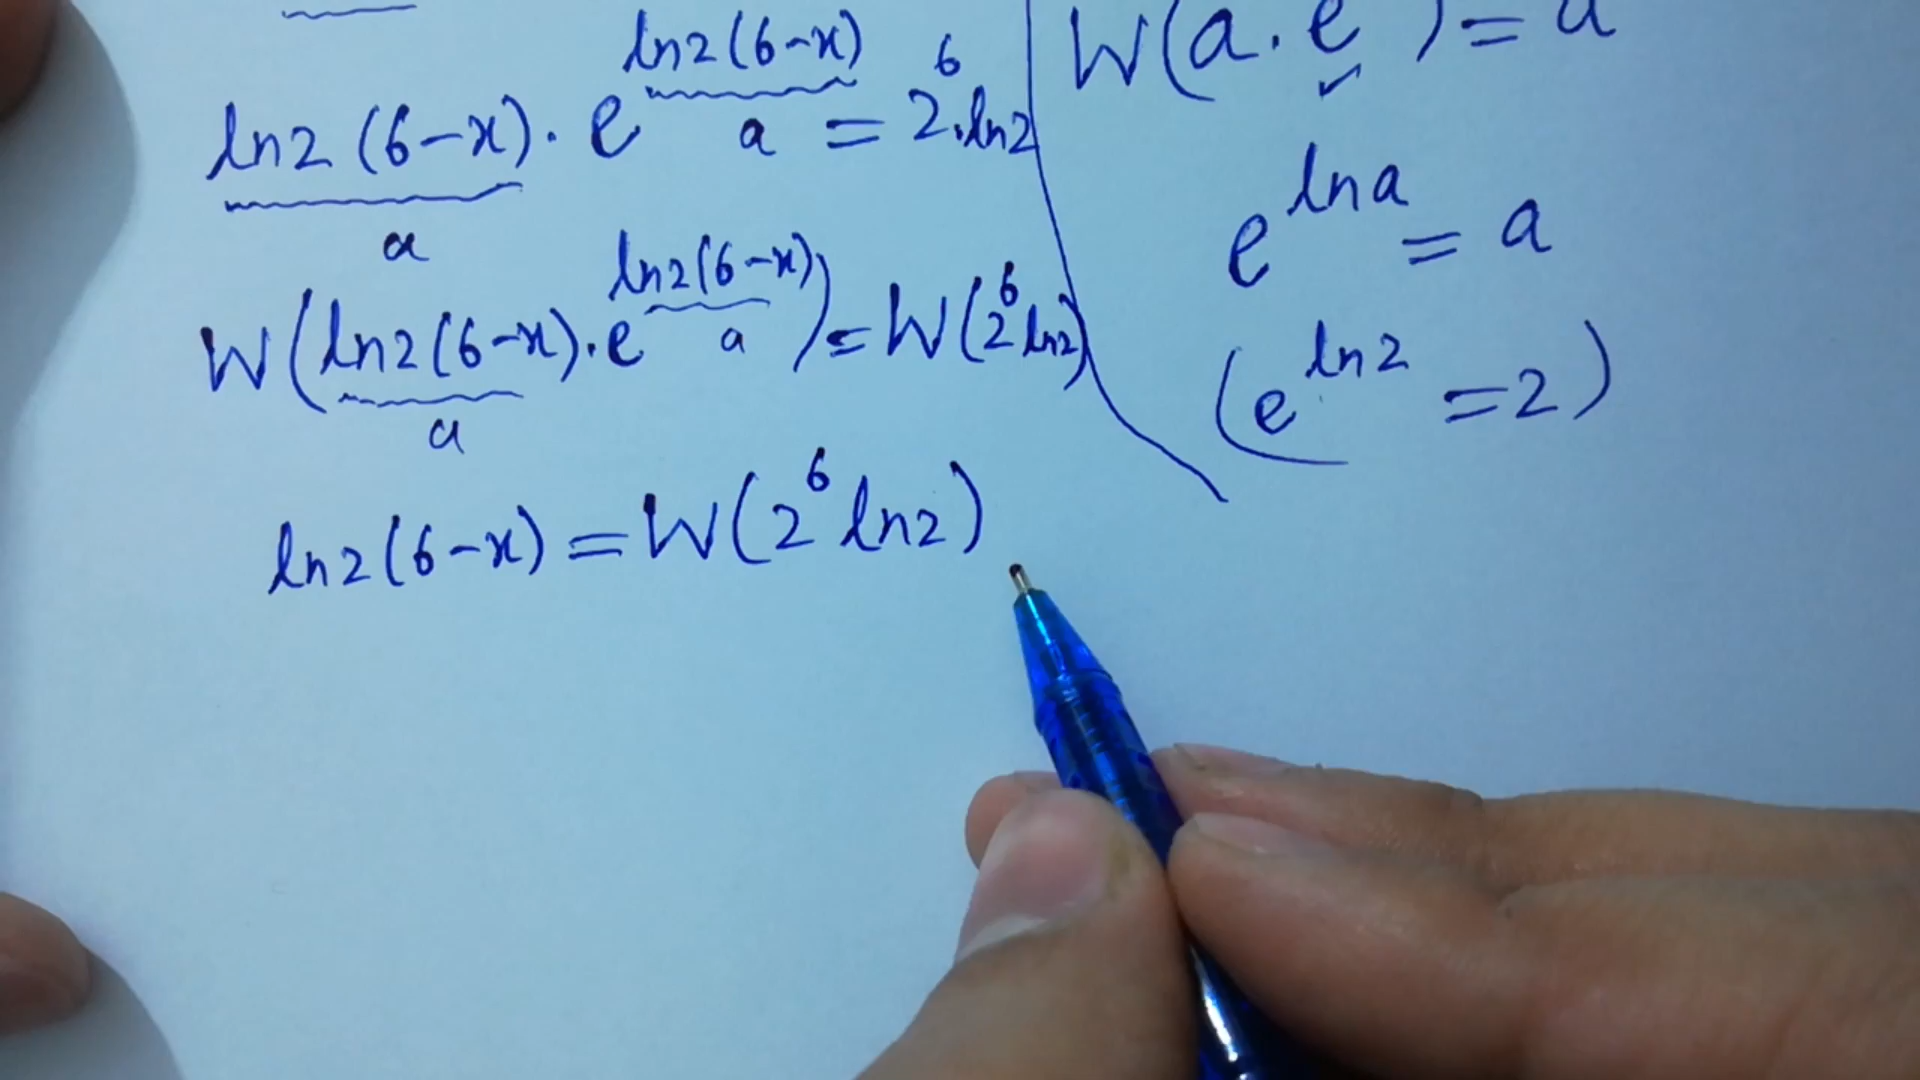 ln2(6-x) . e^{ln2(6-x)} = 2^6 . ln2
a a
W(ln2(6-x) . e^{ln2(6-x)}) = W(2^6 ln2)
a a
ln2(6-x) = W(2^6 ln2)
W(a . e ) = a
e^{ln a} = a
(e^{ln2} = 2)